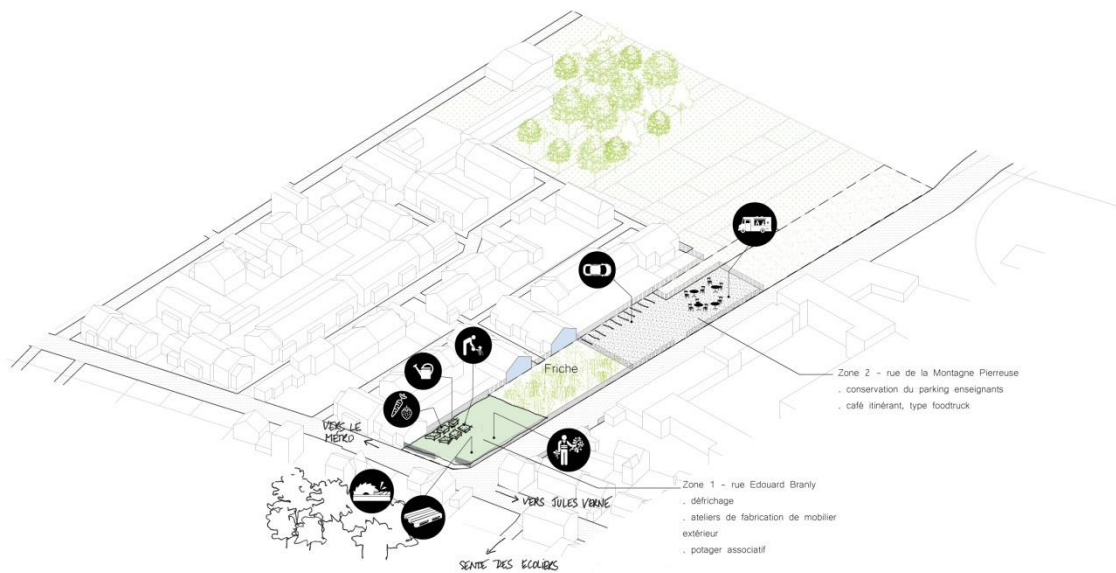 Friche
Zone 2 - rue de la Montagne Pierreuse
. conservation du parking enseignants
. café itinérant, type foodtruck
VERS LE
MÉTRO
Zone 1 - rue Edouard Branly
. défrichage
. ateliers de fabrication de mobilier
extérieur
. potager associatif
VERS JULES VERNE
SENTE DES ECOLIERS